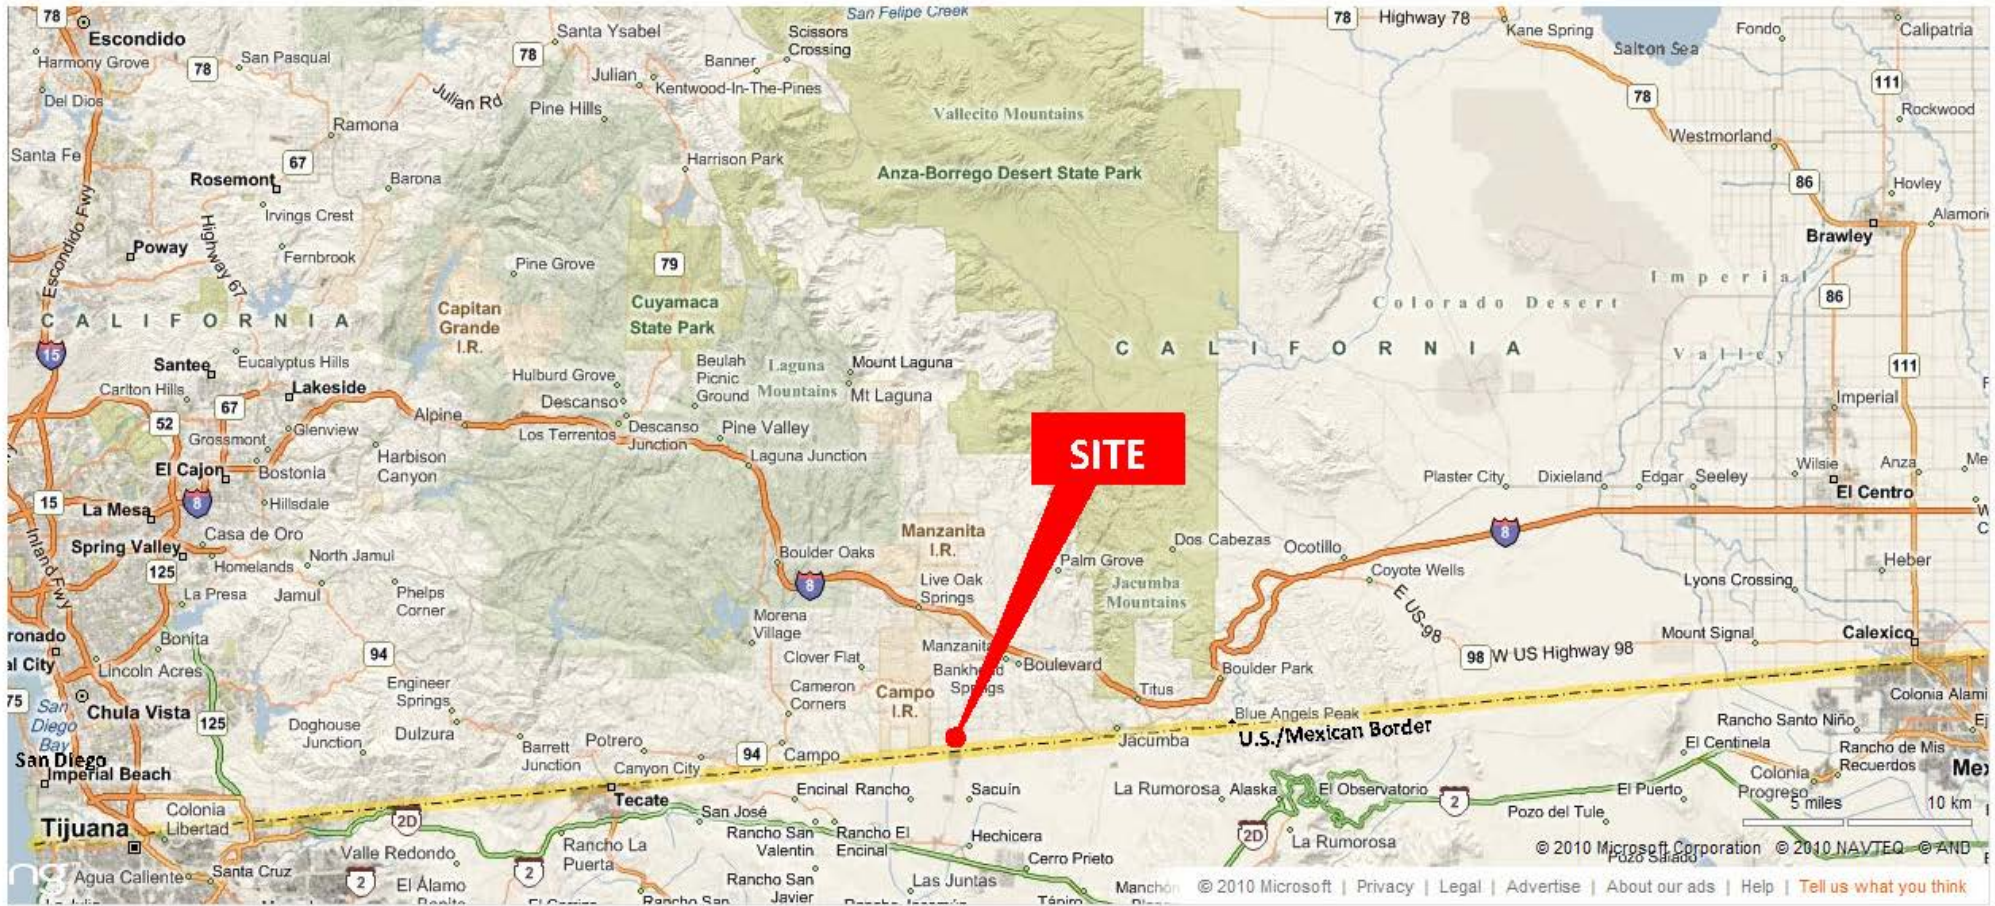 78
Escondido
Harmony Grove
78
San Pasqual
Del Dios
Julian Rd
78
Santa Ysabel
Julian
Pine Hills
Banner
Kentwood-In-The-Pines
Scissors
Crossing
San Felipe Creek
78
Highway 78
Kane Spring
Salton Sea
Fondo
Calipatria
111
78
Rockwood
Westmorland
Vallecito Mountains
Anza-Borrego Desert State Park
Ramona
Santa Fe
67
Rosemont
Barona
Harrison Park
86
Hovley
Brawley
Escondido Fwy
Highway 67
Irvings Crest
Poway
Fernbrook
Pine Grove
79
Cuyamaca
State Park
Capitan
Grande
I.R.
CALIFORNIA
Colorado Desert
Imperial
Valley
86
CALIFORNIA
15
Santee
Eucalyptus Hills
Carlton Hills
Lakeside
67
52
Grossmont
Glenview
Alpine
Harbison
Canyon
Hulburd Grove
Descanso
Los Terrentos
Descanso
Junction
Beulah
Picnic
Ground
Laguna
Mountains
Mount Laguna
Mt Laguna
Pine Valley
Laguna Junction
SITE
111
Imperial
El Cajon
Bostonia
15
La Mesa
8
Hillsdale
Spring Valley
Casa de Oro
Homelands
125
North Jamul
Inland Fwy
La Presa
Jamul
Phelps
Corner
Plaster City
Dixieland
Edgar
Seeley
Wilsie
Anza
El Centro
8
Manzanita
I.R.
Boulder Oaks
8
Live Oak
Springs
Palm Grove
Dos Cabezas
Ocotillo
Coyote Wells
Jacumba
Mountains
E US-98
Lyons Crossing
Heber
Bonita
Lincoln Acres
94
Engineer
Springs
Morena
Village
Clover Flat
Cameron
Corners
Manzanita
Boulevard
Campo
I.R.
Titus
Boulder Park
98
W US Highway 98
Mount Signal
Calexico
75
San
Diego
Bay
Chula Vista
125
Doghouse
Junction
Dulzura
Barrett
Junction
Potrero
Canyon City
94
Campo
Jacumba
Blue Angels Peak
U.S./Mexican Border
Rancho Santo Niño
El Centinela
Rancho de Mis
Recuerdos
San Diego
Imperial Beach
Colonia
Libertad
Tijuana
2D
Tecate
San José
Encinal Rancho
Sacuín
La Rumorosa
Alaska
El Observatorio
2
El Puerto
Colonia
Progreso
Pozo del Tule
5 miles
10 km
Valle Redondo
2
Rancho La
Puerta
Rancho San
Valentin
Rancho El
Encinal
Hechicera
2D
La Rumorosa
© 2010 Microsoft Corporation © 2010 NAVTEQ © AND
Agua Caliente
Santa Cruz
2
El Álamo
Rancho San
Javier
Las Juntas
Cerro Prieto
© 2010 Microsoft | Privacy | Legal | Advertise | About our ads | Help | Tell us what you think